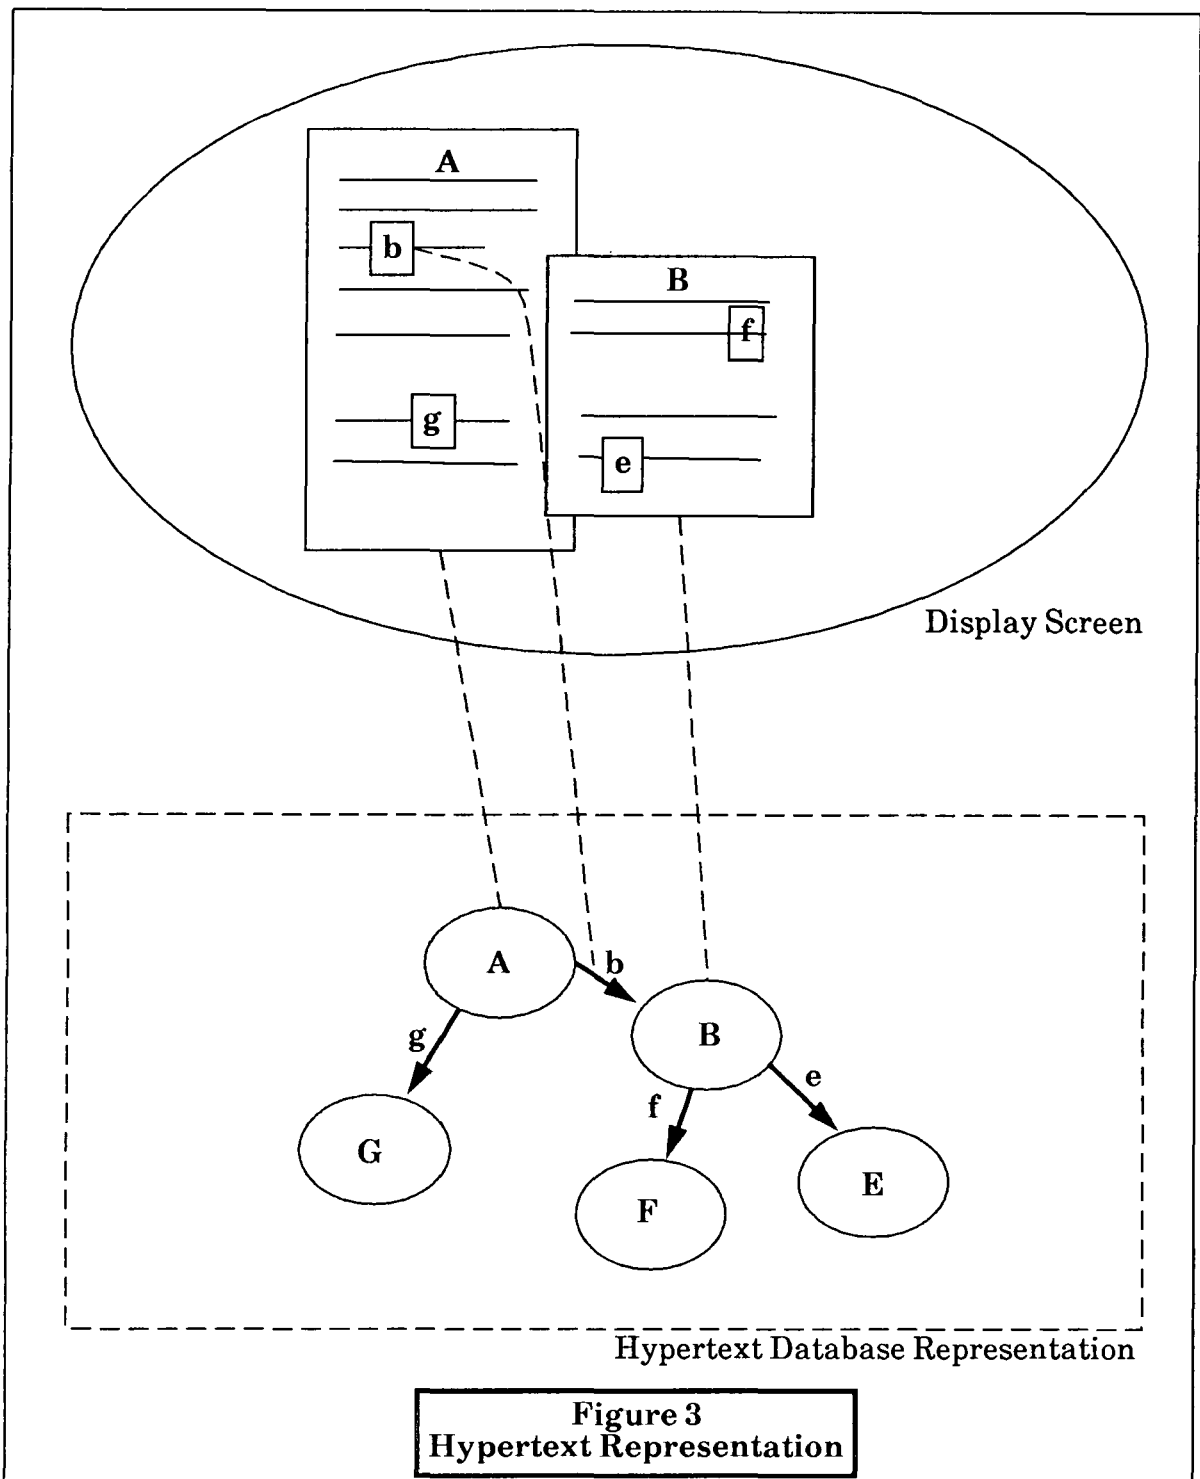 A
b
B
f
g
e
Display Screen
A
b
B
g
e
f
G
E
F
Hypertext Database Representation
Figure 3
Hypertext Representation